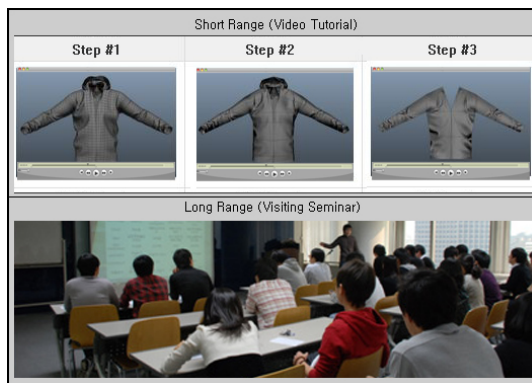 Short Range (Video Tutorial)
Step #1
Step #2
Step #3
Long Range (Visiting Seminar)